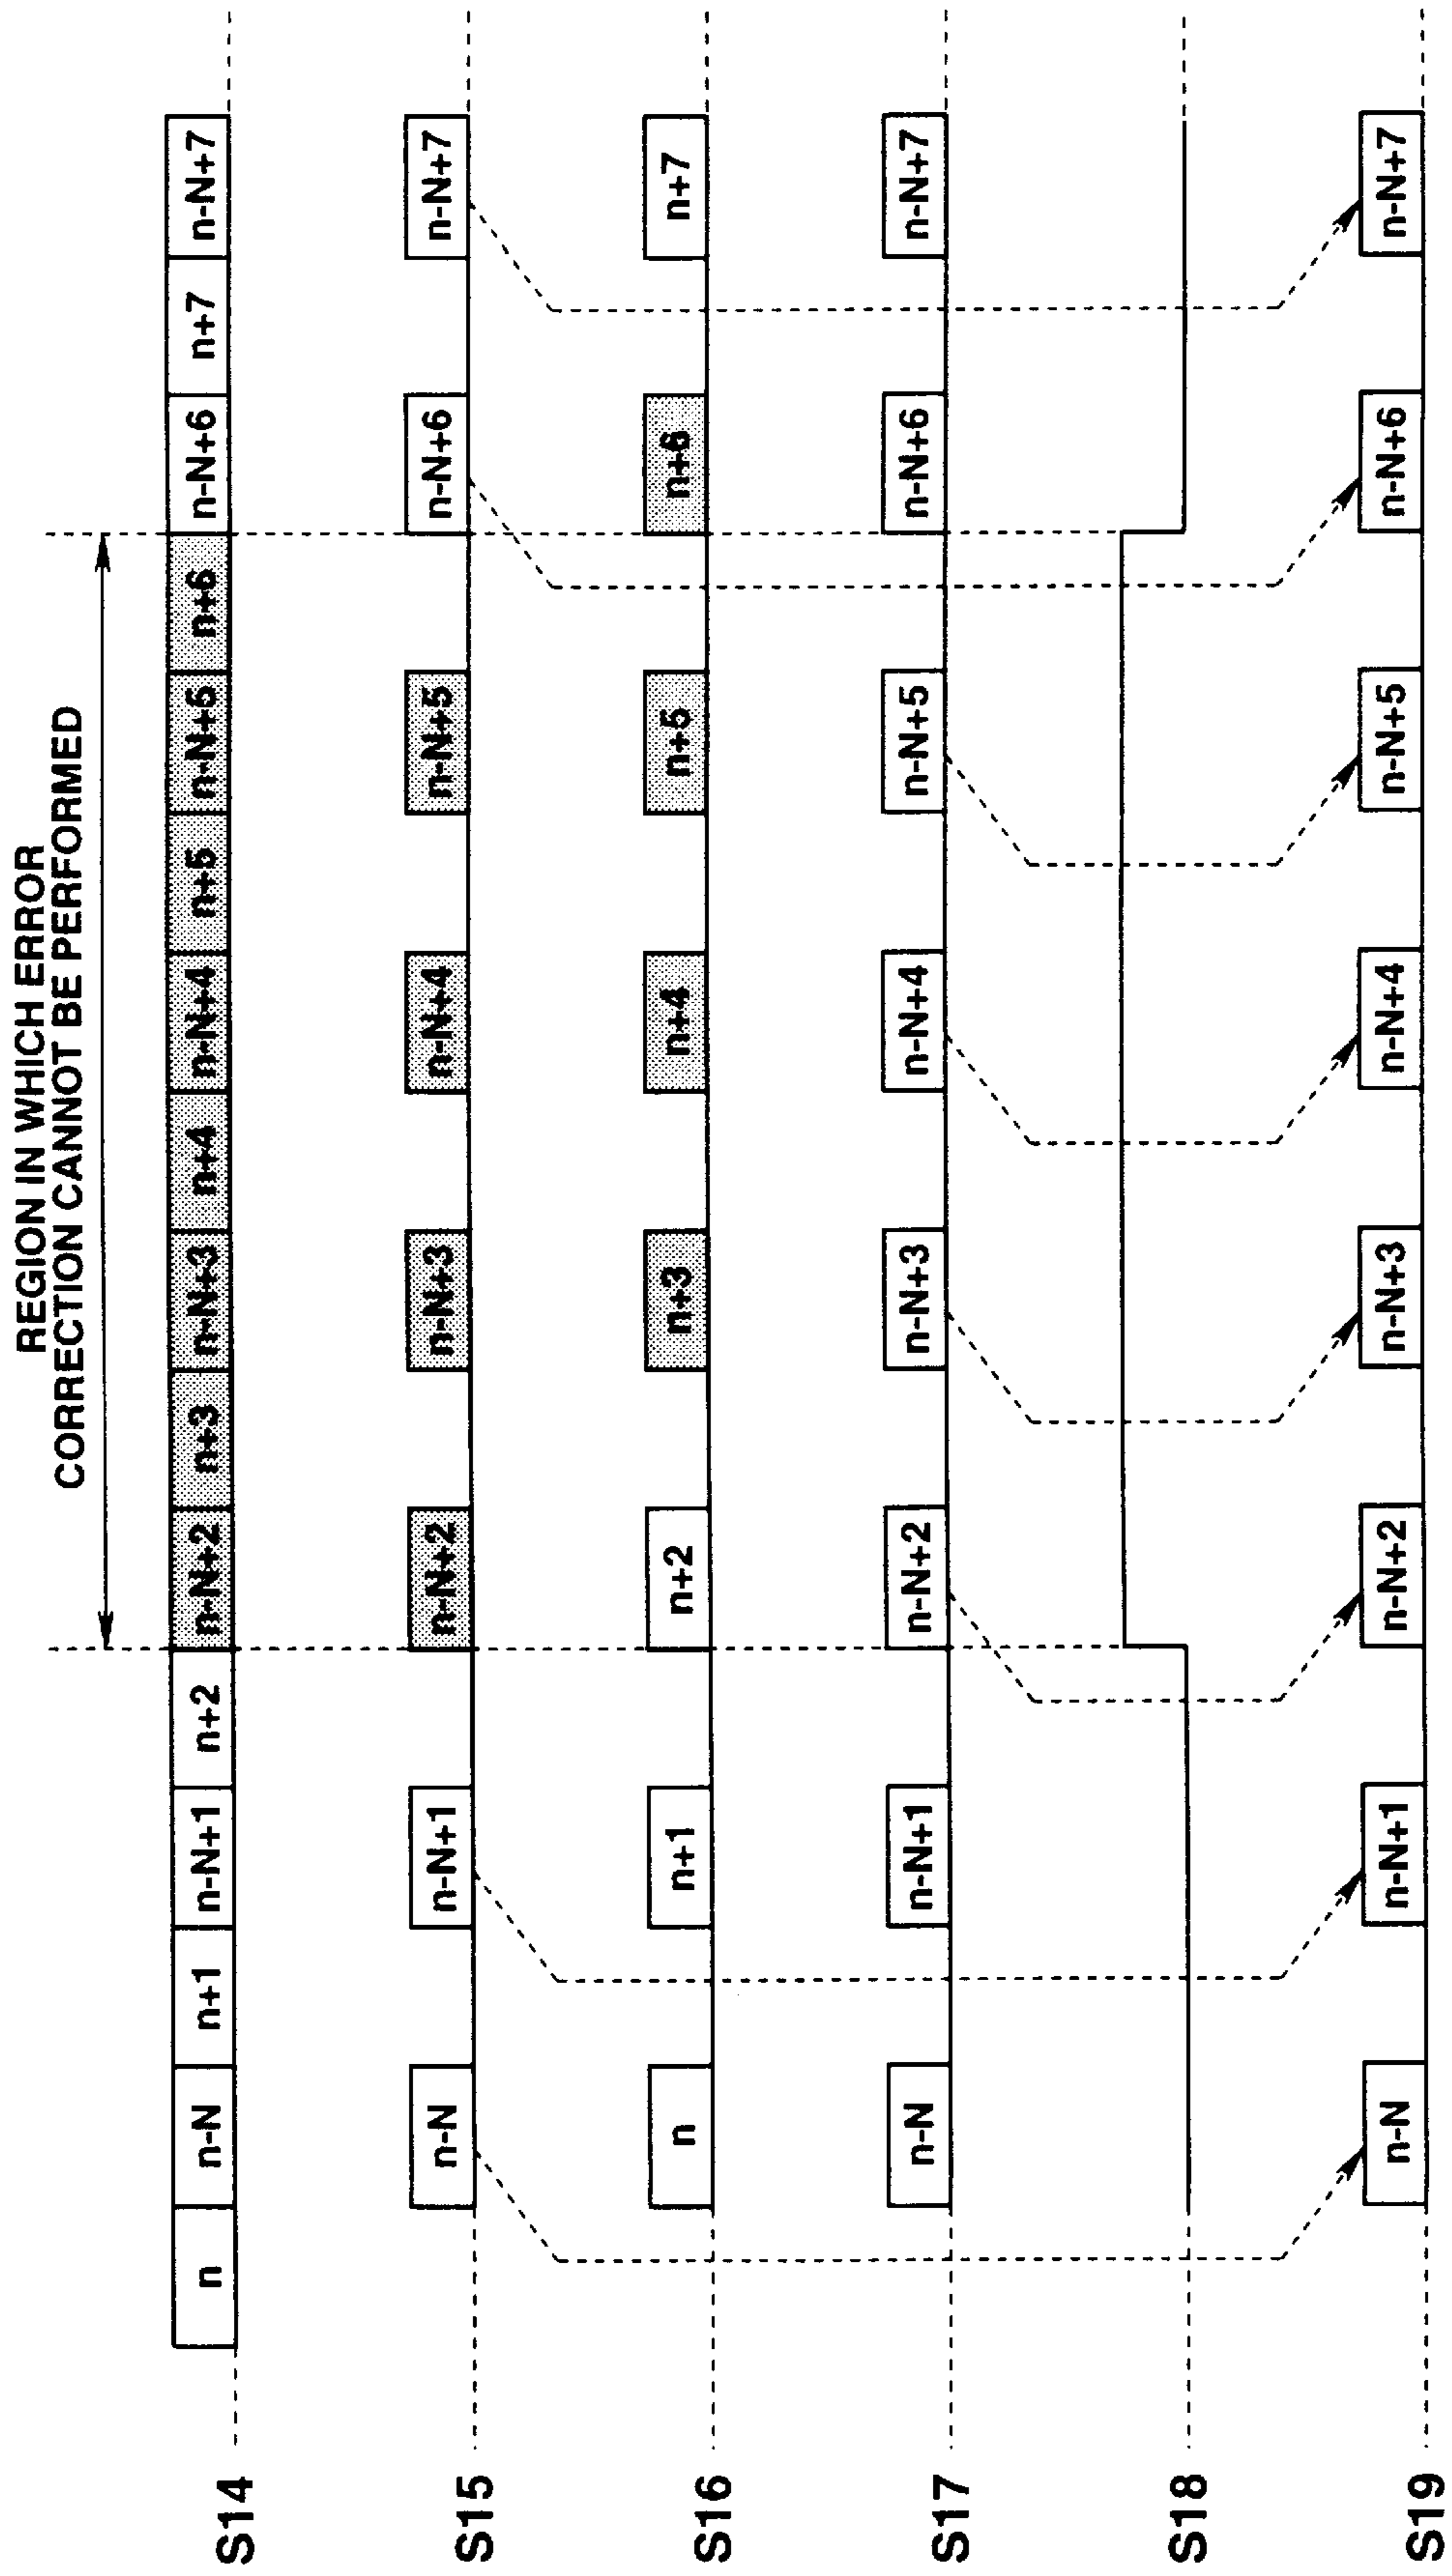 REGION IN WHICH ERROR
CORRECTION CANNOT BE PERFORMED
S14 n n-N n+1 n-N+1 n+2 n-N+2 n+3 n-N+3 n+4 n-N+4 n+5 n-N+5 n+6 n-N+6 n+7 n-N+7
S15 n-N n-N+1 n-N+2 n-N+3 n-N+4 n-N+5 n-N+6 n-N+7
S16 n n+1 n+2 n+3 n+4 n+5 n+6 n+7
S17 n-N n-N+1 n-N+2 n-N+3 n-N+4 n-N+5 n-N+6 n-N+7
S18
S19 n-N n-N+1 n-N+2 n-N+3 n-N+4 n-N+5 n-N+6 n-N+7